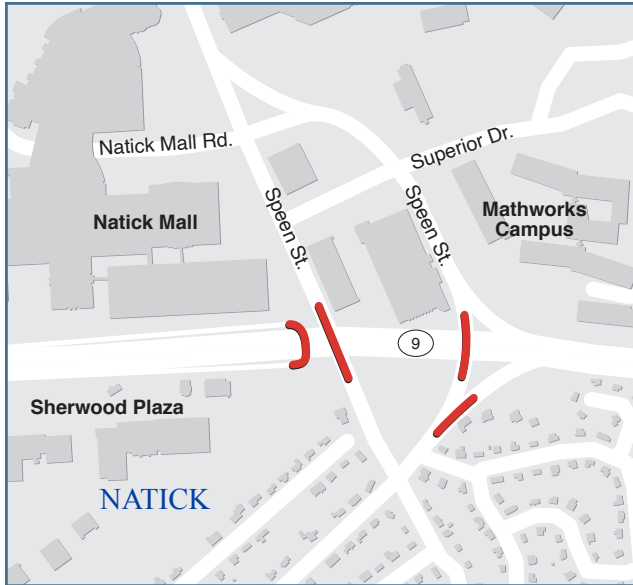 Natick Mall Rd.
Superior Dr.
Speen St.
Speen St.
Natick Mall
Mathworks
Campus
9
Sherwood Plaza
NATICK